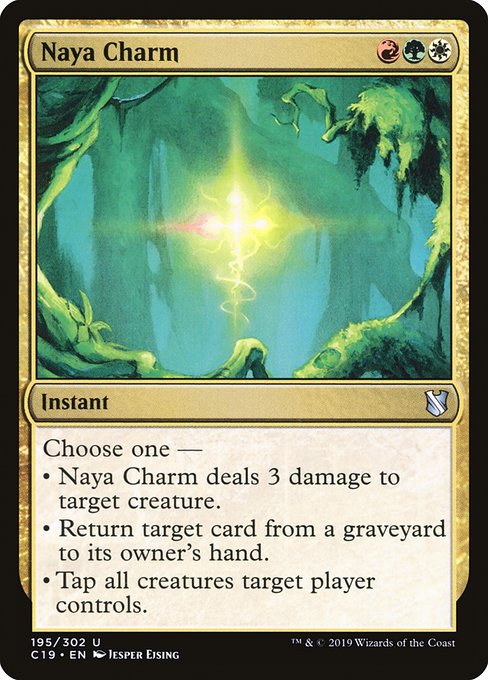 Naya Charm
Instant
Choose one —
• Naya Charm deals 3 damage to
target creature.
• Return target card from a graveyard
to its owner's hand.
• Tap all creatures target player
controls.
195/302 U
™ & © 2019 Wizards of the Coast
C19 • EN Jesper Ejsing